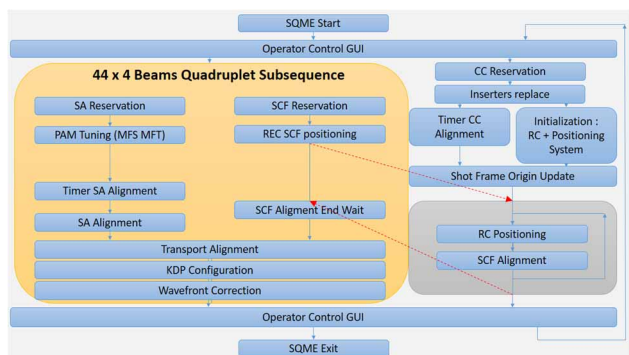 SQME Start
Operator Control GUI
44 x 4 Beams Quadruplet Subsequence
SA Reservation
PAM Tuning (MFS MFT)
Timer SA Alignment
SA Alignment
SCF Reservation
REC SCF positioning
SCF Aligment End Wait
Transport Alignment
KDP Configuration
Wavefront Correction
CC Reservation
Inserters replace
Timer CC
Alignment
Initialization :
RC + Positioning
System
Shot Frame Origin Update
RC Positioning
SCF Alignment
Operator Control GUI
SQME Exit